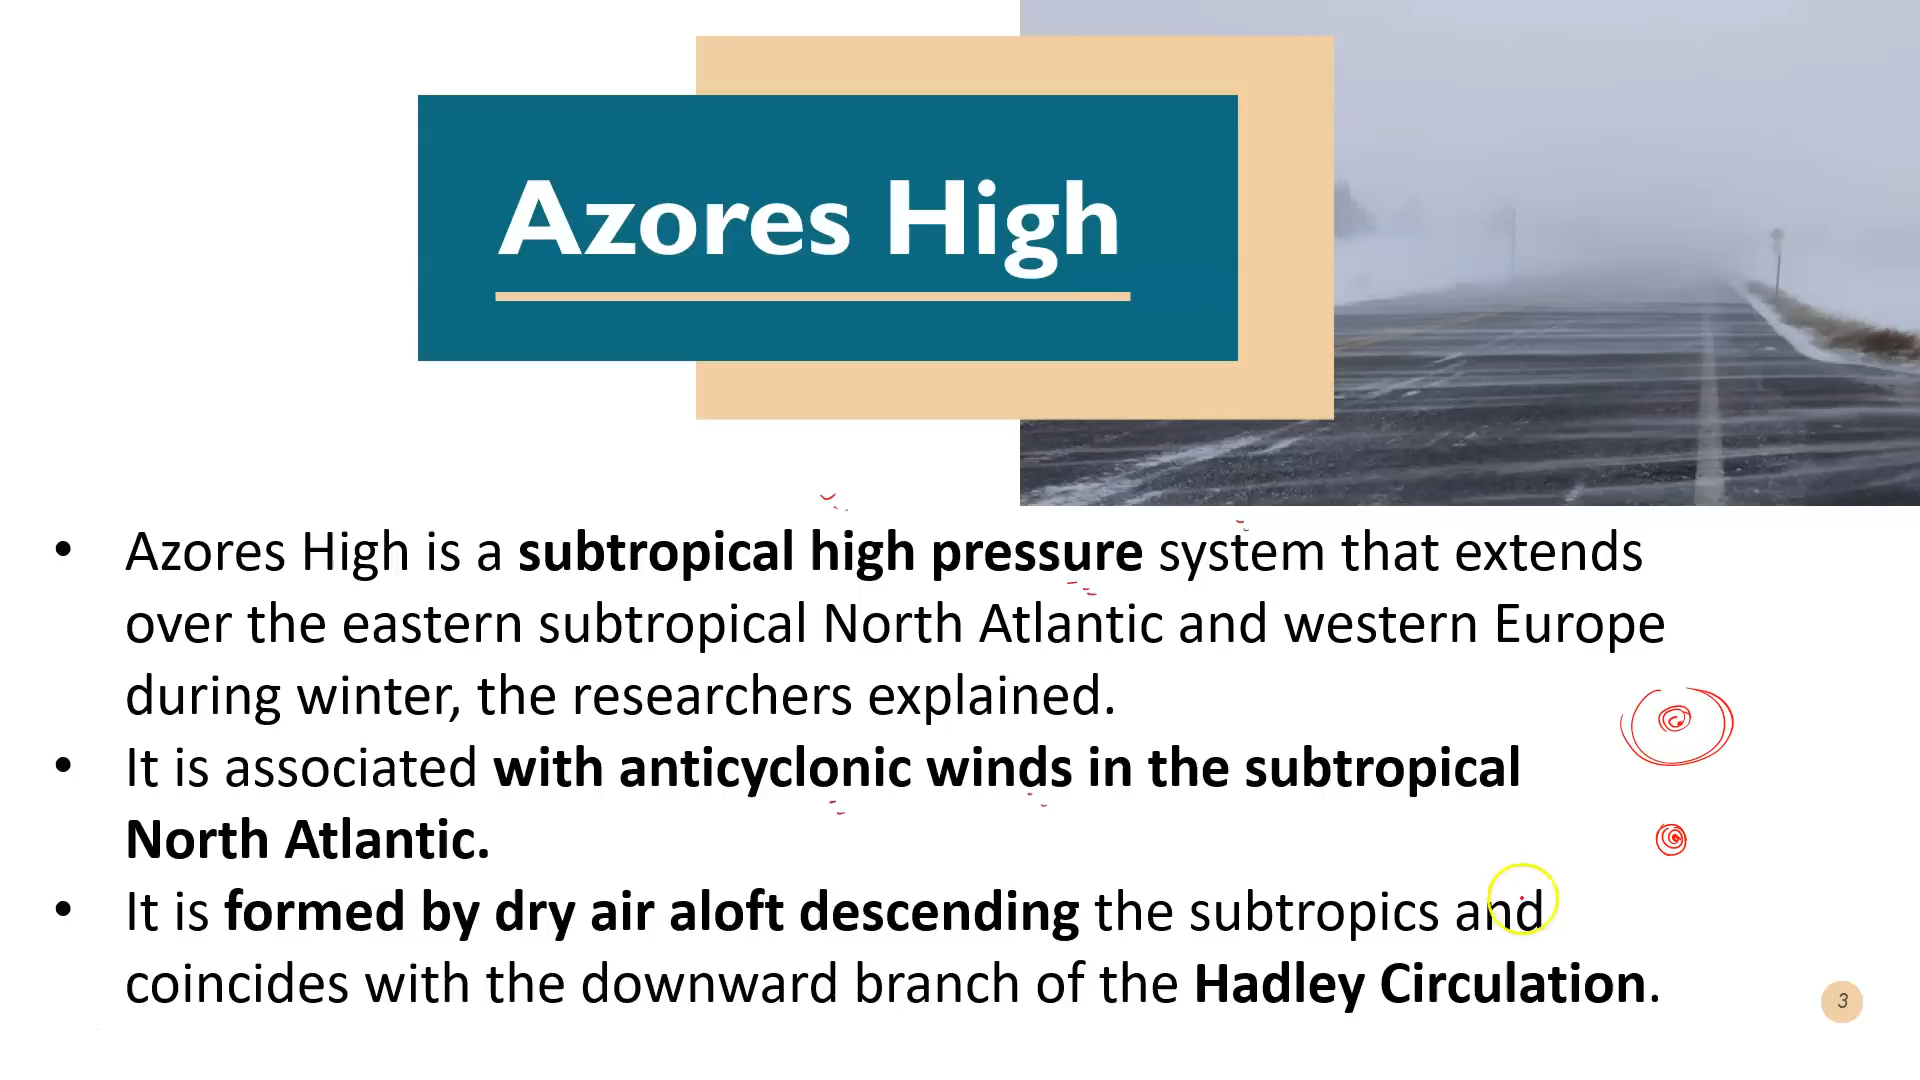 Azores High
• Azores High is a subtropical high pressure system that extends
over the eastern subtropical North Atlantic and western Europe
during winter, the researchers explained.
• It is associated with anticyclonic winds in the subtropical
North Atlantic.
• It is formed by dry air aloft descending the subtropics and
coincides with the downward branch of the Hadley Circulation.
3